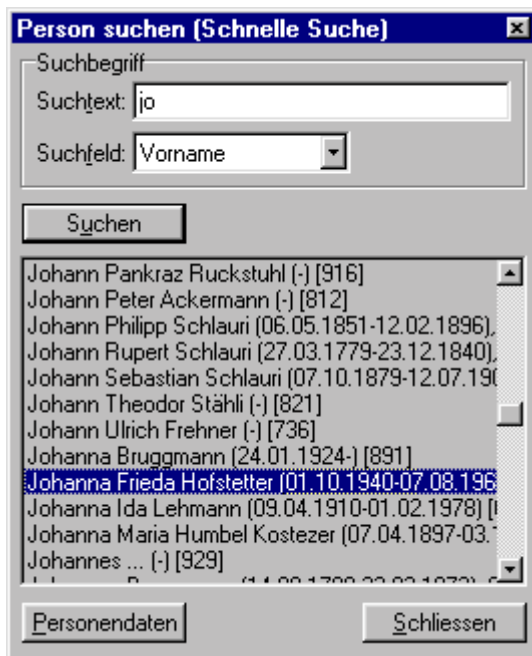 Person suchen (Schnelle Suche)
Suchbegriff
Suchtext: jo
Suchfeld: Vorname
Suchen
Johann Pankraz Ruckstuhl (-) [916]
Johann Peter Ackermann (-) [812]
Johann Philipp Schlauri (06.05.1851-12.02.1896),
Johann Rupert Schlauri (27.03.1779-23.12.1840),
Johann Sebastian Schlauri (07.10.1879-12.07.190
Johann Theodor Stähli (-) [821]
Johann Ulrich Frehner (-) [736]
Johanna Bruggmann (24.01.1924-) [891]
Johanna Frieda Hofstetter (01.10.1940-07.08.196
Johanna Ida Lehmann (09.04.1910-01.02.1978) [
Johanna Maria Humbel Kostezer (07.04.1897-03.
Johannes ... (-) [929]
Personendaten Schliessen